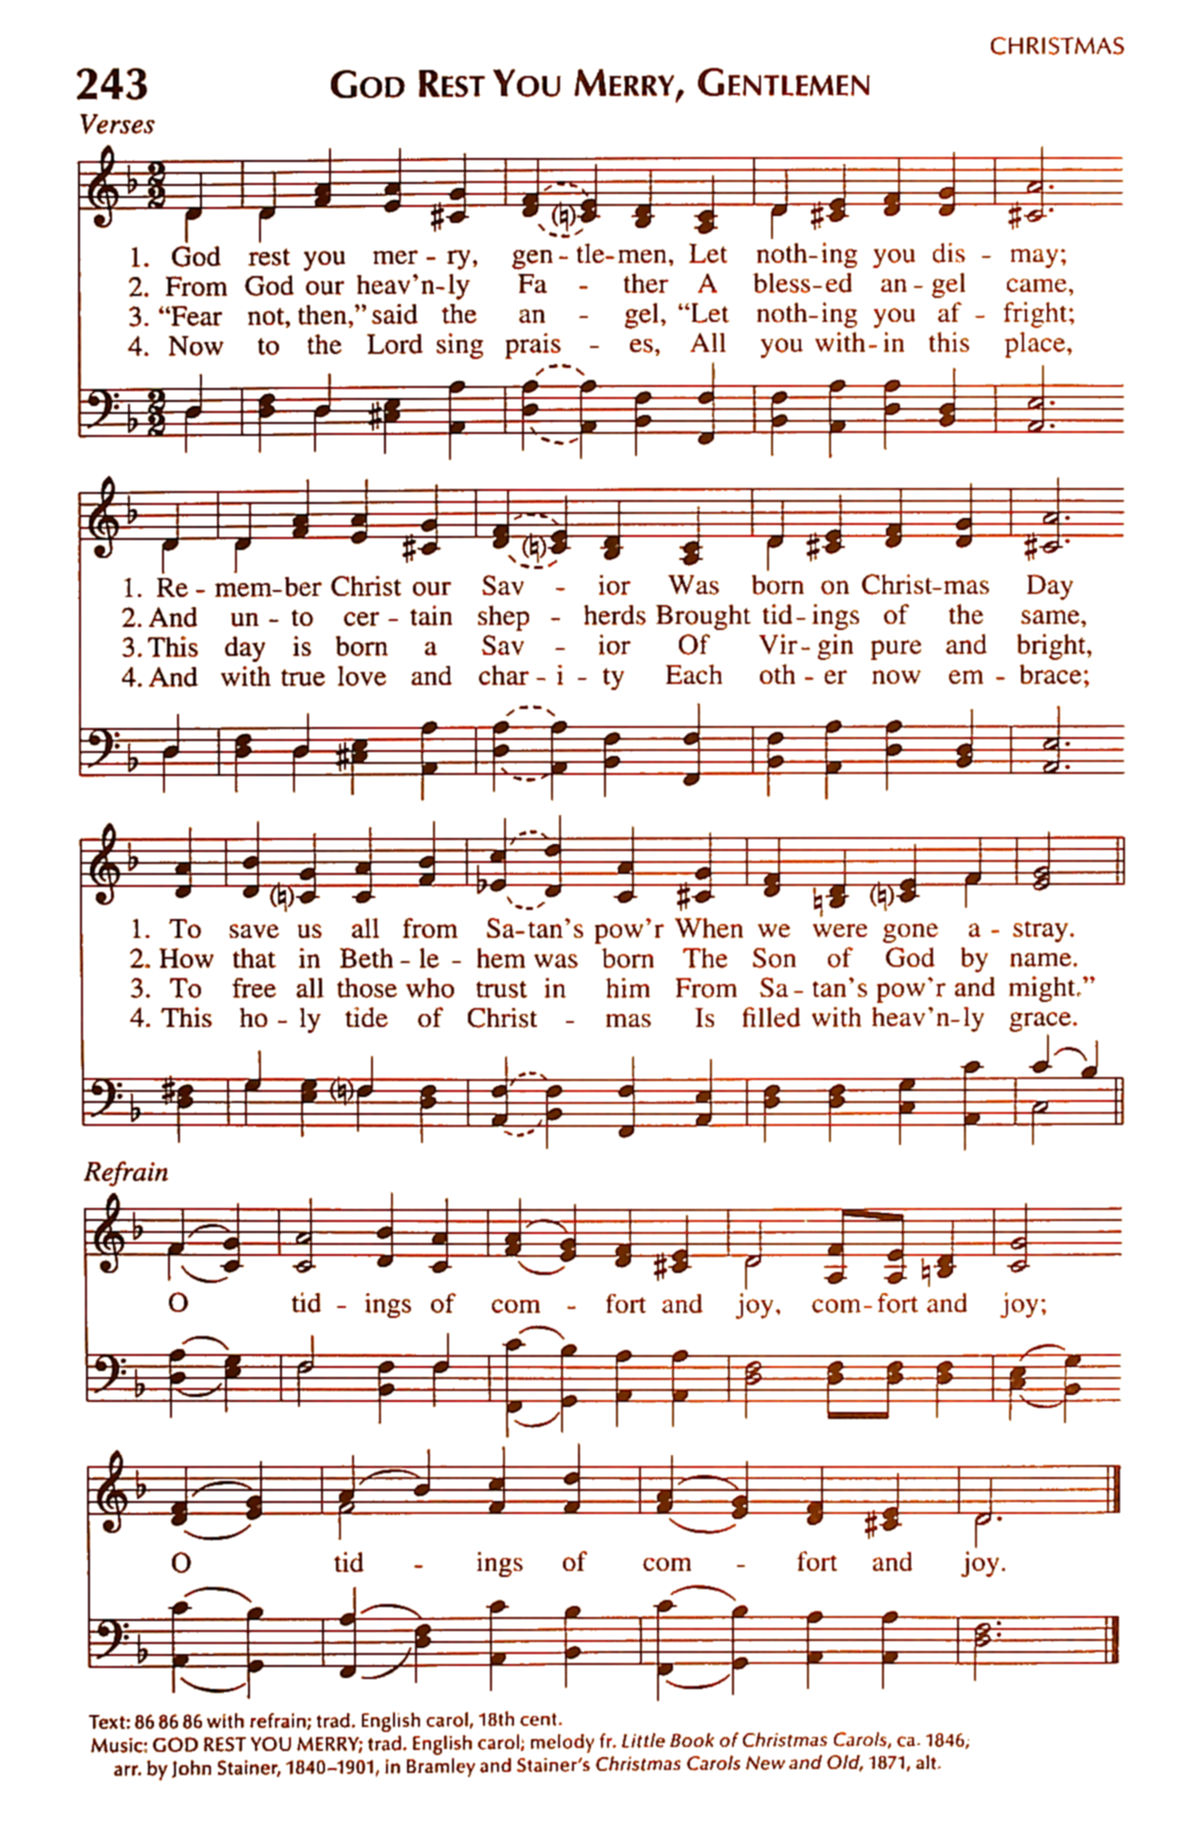 CHRISTMAS
243 GOD REST YOU MERRY, GENTLEMEN
Verses
1. God rest you mer - ry, gen - tle-men, Let noth-ing you dis - may;
2. From God our heav'n-ly Fa - ther A bless-ed an - gel came,
3. “Fear not, then,” said the an - gel, “Let noth-ing you af - fright;
4. Now to the Lord sing prais - es, All you with-in this place,
1. Re - mem-ber Christ our Sav - ior Was born on Christ-mas Day
2. And un - to cer - tain shep - herds Brought tid-ings of the same,
3. This day is born a Sav - ior Of Vir-gin pure and bright,
4. And with true love and char - i - ty Each oth - er now em - brace;
1. To save us all from Sa-tan's pow'r When we were gone a - stray.
2. How that in Beth - le - hem was born The Son of God by name.
3. To free all those who trust in him From Sa - tan's pow'r and might.”
4. This ho - ly tide of Christ - mas Is filled with heav'n-ly grace.
Refrain
O tid - ings of com - fort and joy, com-fort and joy;
O tid - ings of com - fort and joy.
Text: 86 86 86 with refrain; trad. English carol, 18th cent.
Music: GOD REST YOU MERRY; trad. English carol; melody fr. Little Book of Christmas Carols, ca. 1846;
arr. by John Stainer, 1840–1901, in Bramley and Stainer's Christmas Carols New and Old, 1871, alt.